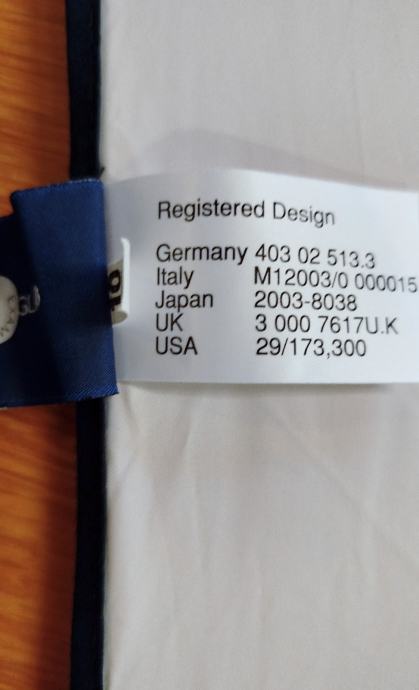 Registered Design
Germany 403 02 513.3
Italy M12003/0 000015
Japan 2003-8038
UK 3 000 7617U.K
USA 29/173,300